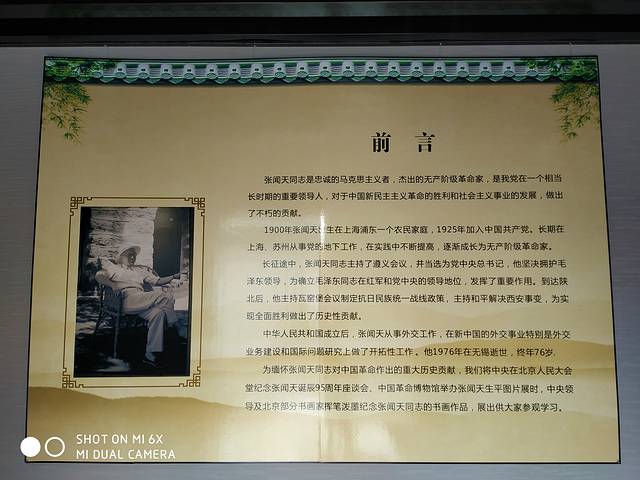 前 言
张闻天同志是忠诚的马克思主义者，杰出的无产阶级革命家，是我党在一个相当
长时期的重要领导人，对于中国新民主主义革命的胜利和社会主义事业的发展，做出
了不朽的贡献。
1900年张闻天出生在上海浦东一个农民家庭，1925年加入中国共产党。长期在
上海、苏州从事党的地下工作，在实践中不断提高，逐渐成长为无产阶级革命家。
长征途中，张闻天同志主持了遵义会议，并当选为党中央总书记，他坚决拥护毛
泽东领导，为确立毛泽东同志在红军和党中央的领导地位，发挥了重要作用。到达陕
北后，他主持瓦窑堡会议制定抗日民族统一战线政策，主持和平解决西安事变，为实
现全面胜利做出了历史性贡献。
中华人民共和国成立后，张闻天从事外交工作，在新中国的外交事业特别是外交
业务建设和国际问题研究上做了开拓性工作。他1976年在无锡逝世，终年76岁.
为缅怀张闻天同志对中国革命作出的重大历史贡献，我们将中央在北京人民大会
堂纪念张闻天诞辰95周年座谈会、中国革命博物馆举办张闻天生平图片展时，中央领
导及北京部分书画家挥笔泼墨纪念张闻天同志的书画作品，展出供大家参观学习。
SHOT ON MI 6X
MI DUAL CAMERA